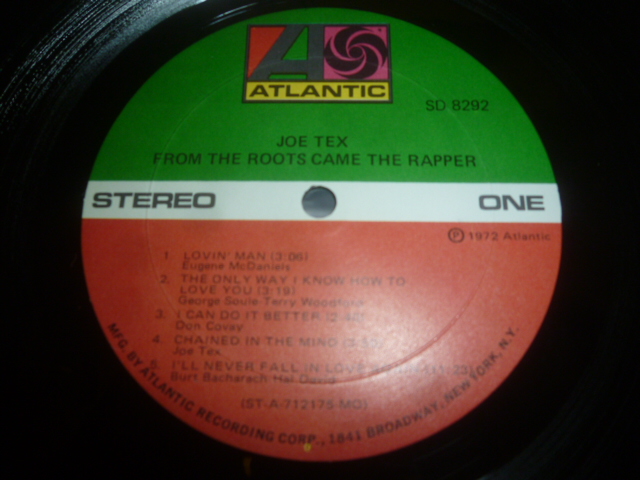 ATLANTIC
SD 8292
JOE TEX
FROM THE ROOTS CAME THE RAPPER
STEREO
ONE
Ⓟ 1972 Atlantic
1. LOVIN' MAN (3:06)
Eugene McDaniels
2. THE ONLY WAY I KNOW HOW TO
LOVE YOU (3:19)
George Soule-Terry
3. I CAN DO IT BETTER
Don Covay
4. CHAINED IN THE MIND
Joe Tex
5. I'LL NEVER FALL IN LOVE
Burt Bacharach-Hal David
(ST-A-712175-MO)
MFG. BY ATLANTIC RECORDING CORP., 1841 BROADWAY, NEW YORK, N.Y.